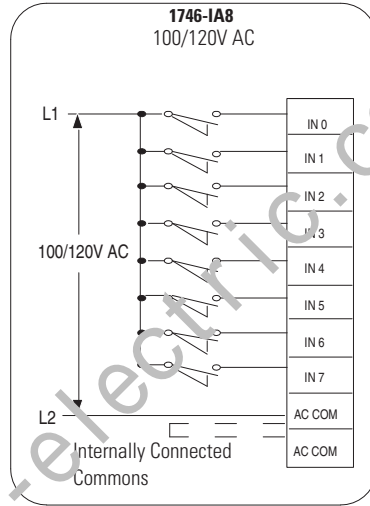 1746-IA8
100/120V AC
L1
IN 0
IN 1
IN 2
IN 3
100/120V AC
IN 4
IN 5
IN 6
IN 7
L2
AC COM
Internally Connected
Commons
AC COM
-electric.c